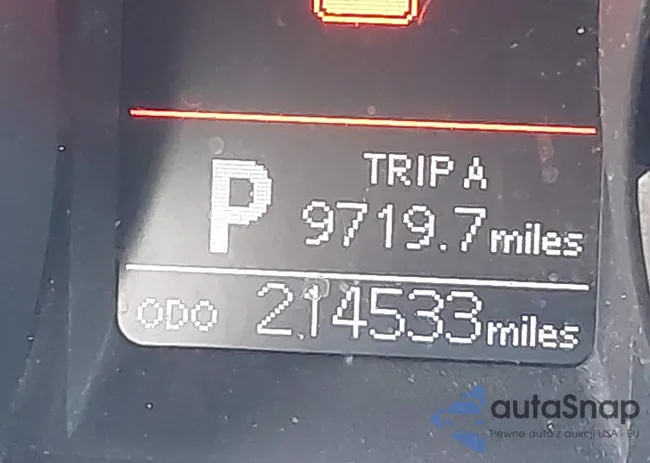 TRIP A
P 9719.7 miles
ODO 214533 miles
autaSnap
Pewne auta z aukcji USA i EU